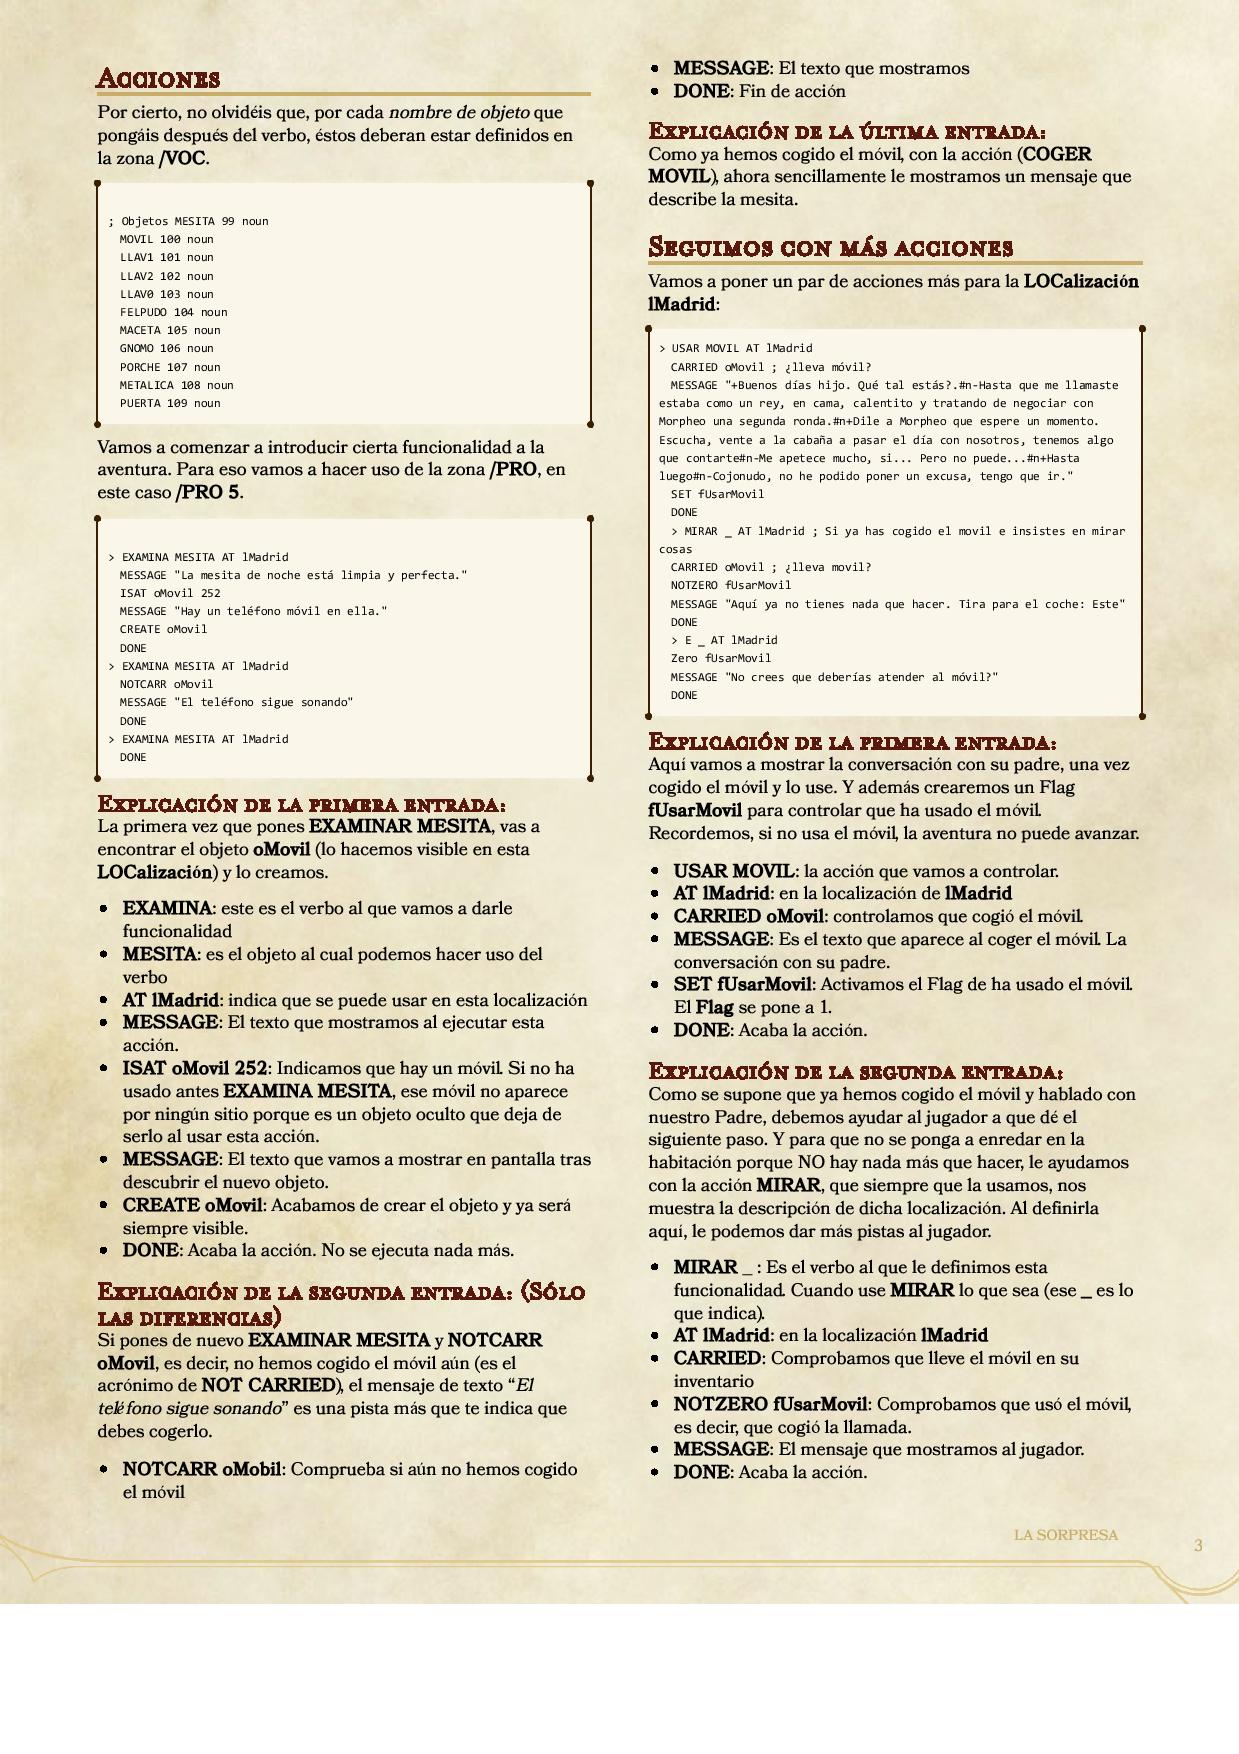 Acciones
Por cierto, no olvidéis que, por cada nombre de objeto que
pongáis después del verbo, éstos deberan estar definidos en
la zona /VOC.
; Objetos MESITA 99 noun
MOVIL 100 noun
LLAV1 101 noun
LLAV2 102 noun
LLAV0 103 noun
FELPUDO 104 noun
MACETA 105 noun
GNOMO 106 noun
PORCHE 107 noun
METALICA 108 noun
PUERTA 109 noun
Vamos a comenzar a introducir cierta funcionalidad a la
aventura. Para eso vamos a hacer uso de la zona /PRO, en
este caso /PRO 5.
> EXAMINA MESITA AT lMadrid
MESSAGE "La mesita de noche está limpia y perfecta."
ISAT oMovil 252
MESSAGE "Hay un teléfono móvil en ella."
CREATE oMovil
DONE
> EXAMINA MESITA AT lMadrid
NOTCARR oMovil
MESSAGE "El teléfono sigue sonando"
DONE
> EXAMINA MESITA AT lMadrid
DONE
Explicación de la primera entrada:
La primera vez que pones EXAMINAR MESITA, vas a
encontrar el objeto oMovil (lo hacemos visible en esta
LOCalización) y lo creamos.
• EXAMINA: este es el verbo al que vamos a darle
funcionalidad
• MESITA: es el objeto al cual podemos hacer uso del
verbo
• AT lMadrid: indica que se puede usar en esta localización
• MESSAGE: El texto que mostramos al ejecutar esta
acción.
• ISAT oMovil 252: Indicamos que hay un móvil. Si no ha
usado antes EXAMINA MESITA, ese móvil no aparece
por ningún sitio porque es un objeto oculto que deja de
serlo al usar esta acción.
• MESSAGE: El texto que vamos a mostrar en pantalla tras
descubrir el nuevo objeto.
• CREATE oMovil: Acabamos de crear el objeto y ya será
siempre visible.
• DONE: Acaba la acción. No se ejecuta nada más.
Explicación de la segunda entrada: (Sólo
las diferencias)
Si pones de nuevo EXAMINAR MESITA y NOTCARR
oMovil, es decir, no hemos cogido el móvil aún (es el
acrónimo de NOT CARRIED), el mensaje de texto “El
teléfono sigue sonando” es una pista más que te indica que
debes cogerlo.
• NOTCARR oMobil: Comprueba si aún no hemos cogido
el móvil
• MESSAGE: El texto que mostramos
• DONE: Fin de acción
Explicación de la última entrada:
Como ya hemos cogido el móvil, con la acción (COGER
MOVIL), ahora sencillamente le mostramos un mensaje que
describe la mesita.
Seguimos con más acciones
Vamos a poner un par de acciones más para la LOCalización
lMadrid:
> USAR MOVIL AT lMadrid
CARRIED oMovil ; ¿lleva móvil?
MESSAGE "+Buenos días hijo. Qué tal estás?.#n-Hasta que me llamaste
estaba como un rey, en cama, calentito y tratando de negociar con
Morpheo una segunda ronda.#n+Dile a Morpheo que espere un momento.
Escucha, vente a la cabaña a pasar el día con nosotros, tenemos algo
que contarte#n-Me apetece mucho, si... Pero no puede...#n+Hasta
luego#n-Cojonudo, no he podido poner un excusa, tengo que ir."
SET fUsarMovil
DONE
> MIRAR _ AT lMadrid ; Si ya has cogido el movil e insistes en mirar
cosas
CARRIED oMovil ; ¿lleva movil?
NOTZERO fUsarMovil
MESSAGE "Aquí ya no tienes nada que hacer. Tira para el coche: Este"
DONE
> E _ AT lMadrid
Zero fUsarMovil
MESSAGE "No crees que deberías atender al móvil?"
DONE
Explicación de la primera entrada:
Aquí vamos a mostrar la conversación con su padre, una vez
cogido el móvil y lo use. Y además crearemos un Flag
fUsarMovil para controlar que ha usado el móvil.
Recordemos, si no usa el móvil, la aventura no puede avanzar.
• USAR MOVIL: la acción que vamos a controlar.
• AT lMadrid: en la localización de lMadrid
• CARRIED oMovil: controlamos que cogió el móvil.
• MESSAGE: Es el texto que aparece al coger el móvil. La
conversación con su padre.
• SET fUsarMovil: Activamos el Flag de ha usado el móvil.
El Flag se pone a 1.
• DONE: Acaba la acción.
Explicación de la segunda entrada:
Como se supone que ya hemos cogido el móvil y hablado con
nuestro Padre, debemos ayudar al jugador a que dé el
siguiente paso. Y para que no se ponga a enredar en la
habitación porque NO hay nada más que hacer, le ayudamos
con la acción MIRAR, que siempre que la usamos, nos
muestra la descripción de dicha localización. Al definirla
aquí, le podemos dar más pistas al jugador.
• MIRAR _ : Es el verbo al que le definimos esta
funcionalidad. Cuando use MIRAR lo que sea (ese _ es lo
que indica).
• AT lMadrid: en la localización lMadrid
• CARRIED: Comprobamos que lleve el móvil en su
inventario
• NOTZERO fUsarMovil: Comprobamos que usó el móvil,
es decir, que cogió la llamada.
• MESSAGE: El mensaje que mostramos al jugador.
• DONE: Acaba la acción.
LA SORPRESA
3